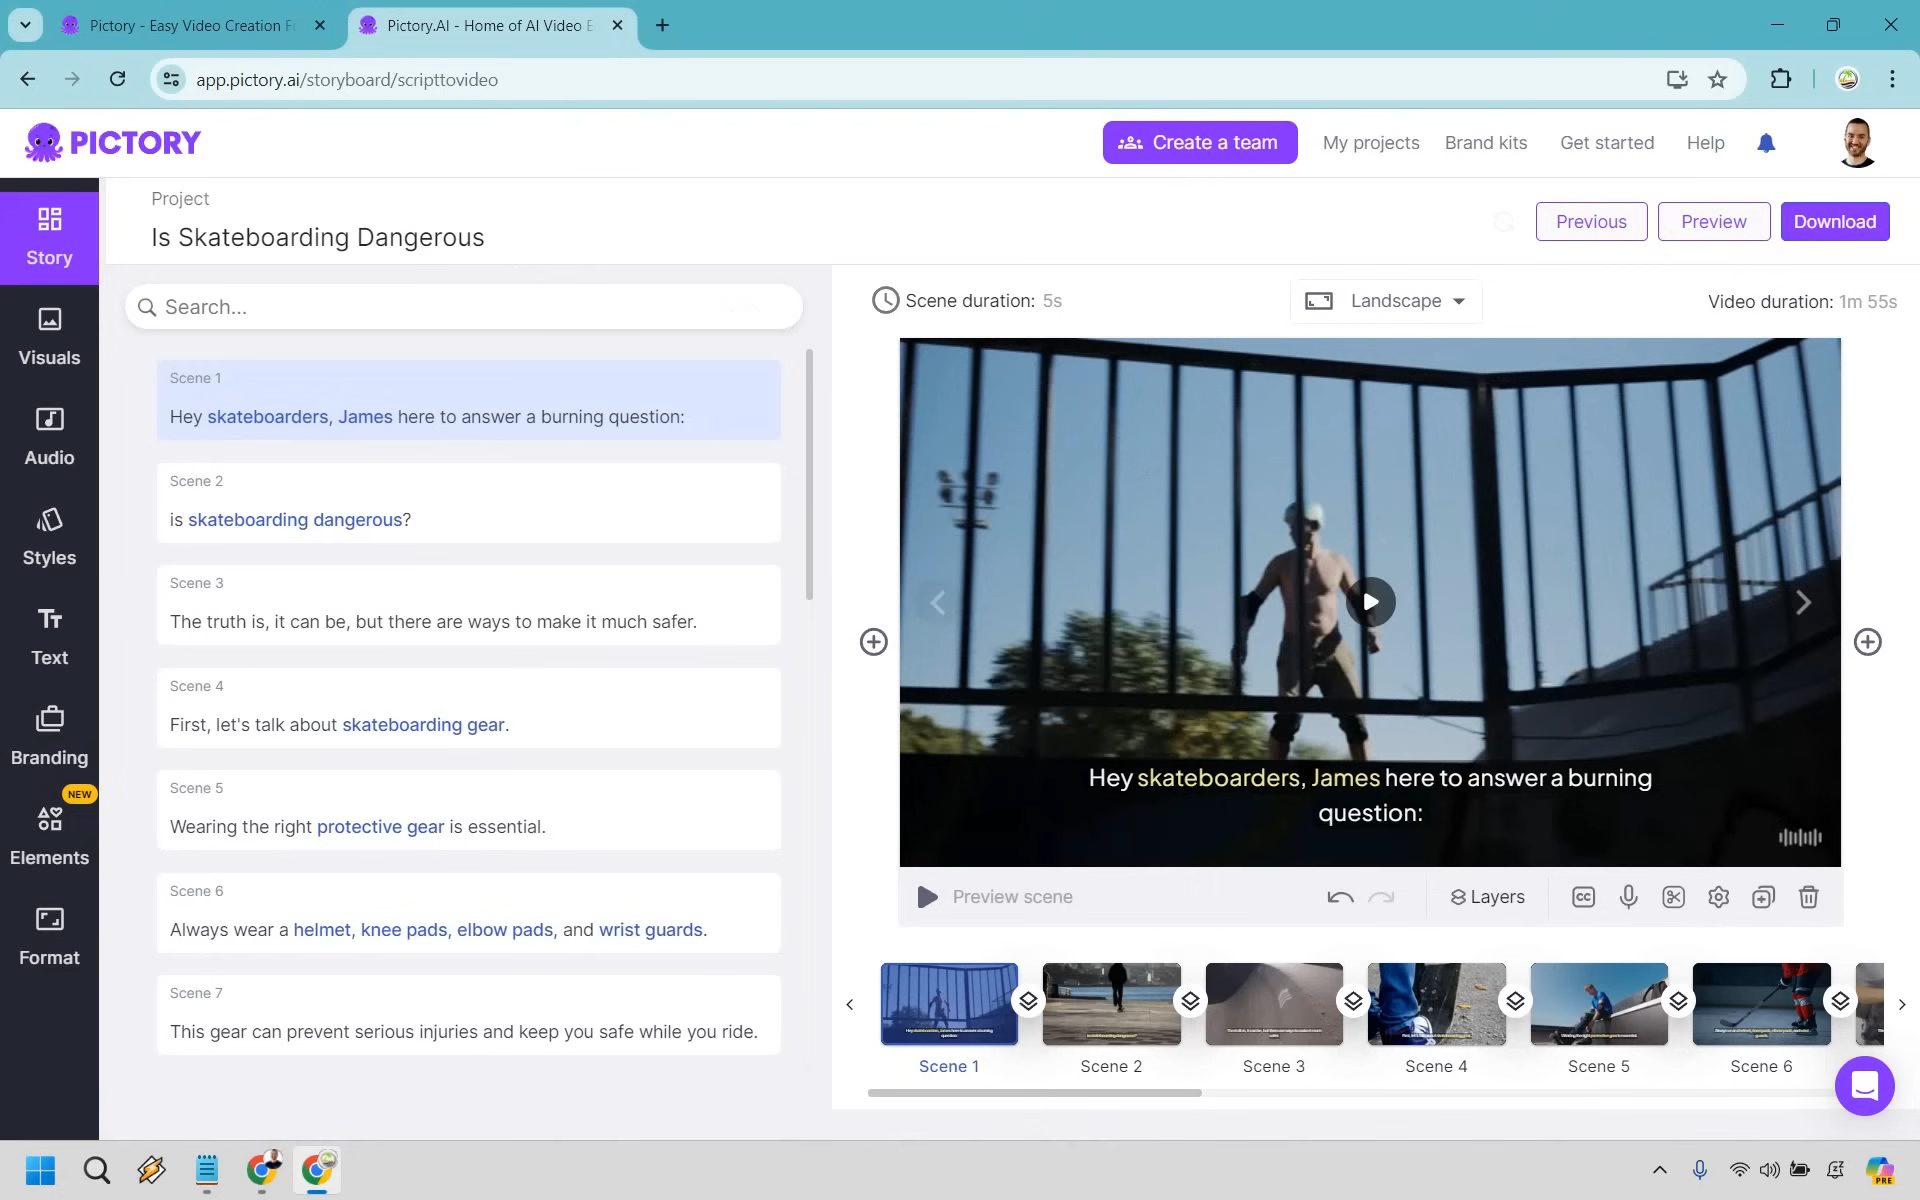 Pictory - Easy Video Creation Fo
Pictory.AI - Home of AI Video E
app.pictory.ai/storyboard/scripttovideo
PICTORY
Create a team
My projects
Brand kits
Get started
Help
Story
Visuals
Audio
Styles
Text
Branding
NEW
Elements
Format
Project
Is Skateboarding Dangerous
Previous
Preview
Download
Search...
Scene 1
Hey skateboarders, James here to answer a burning question:
Scene 2
is skateboarding dangerous?
Scene 3
The truth is, it can be, but there are ways to make it much safer.
Scene 4
First, let's talk about skateboarding gear.
Scene 5
Wearing the right protective gear is essential.
Scene 6
Always wear a helmet, knee pads, elbow pads, and wrist guards.
Scene 7
This gear can prevent serious injuries and keep you safe while you ride.
Scene duration: 5s
Landscape
Video duration: 1m 55s
Hey skateboarders, James here to answer a burning
question:
Preview scene
Layers
CC
Scene 1
Scene 2
Scene 3
Scene 4
Scene 5
Scene 6
PRE